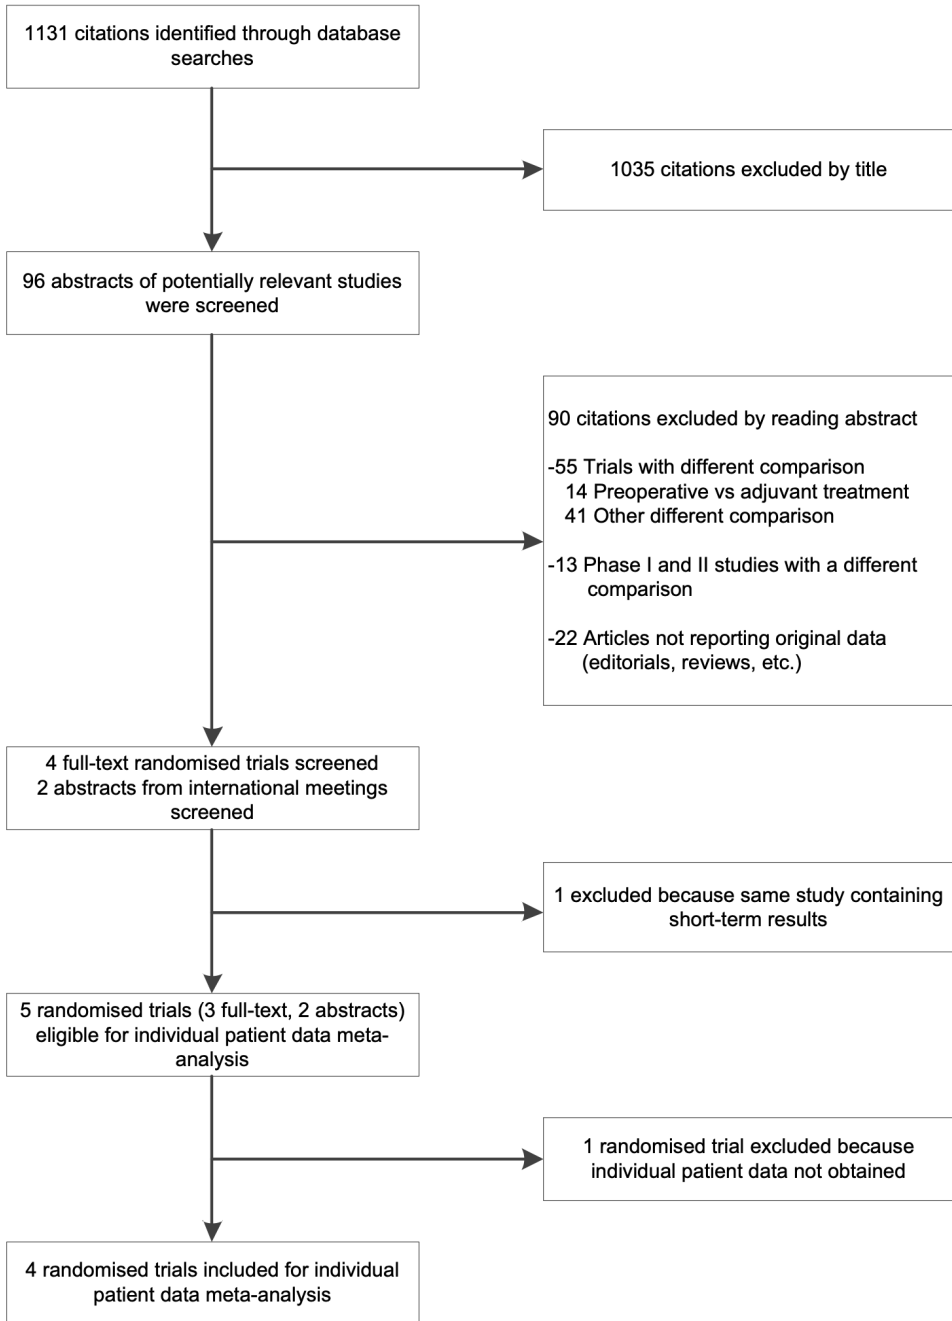 1131 citations identified through database
searches
1035 citations excluded by title
96 abstracts of potentially relevant studies
were screened
90 citations excluded by reading abstract
-55 Trials with different comparison
14 Preoperative vs adjuvant treatment
41 Other different comparison
-13 Phase I and II studies with a different
comparison
-22 Articles not reporting original data
(editorials, reviews, etc.)
4 full-text randomised trials screened
2 abstracts from international meetings
screened
1 excluded because same study containing
short-term results
5 randomised trials (3 full-text, 2 abstracts)
eligible for individual patient data meta-
analysis
1 randomised trial excluded because
individual patient data not obtained
4 randomised trials included for individual
patient data meta-analysis